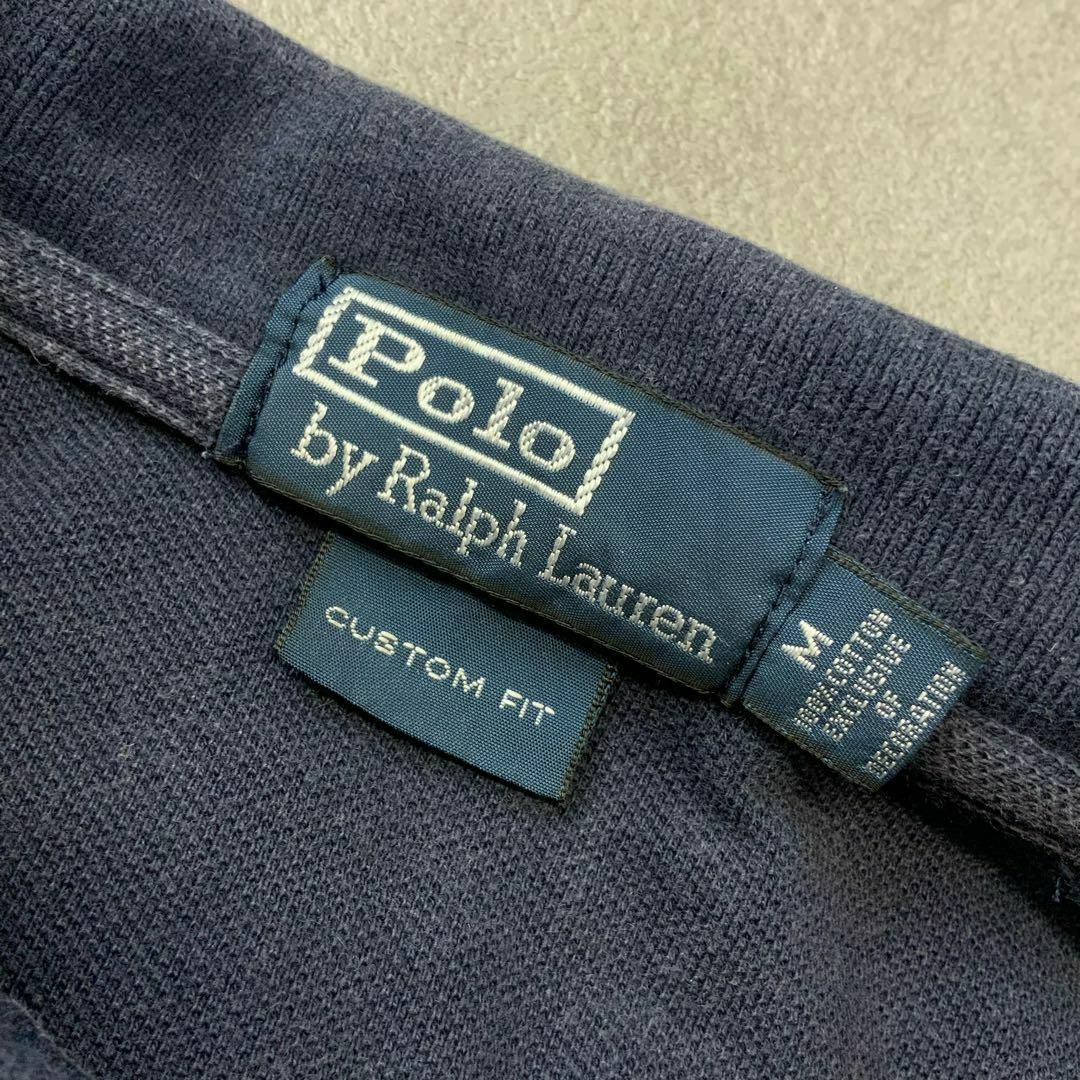 Polo
by Ralph Lauren
CUSTOM FIT
M
100% COTTON
EXCLUSIVE
OF
DECORATION